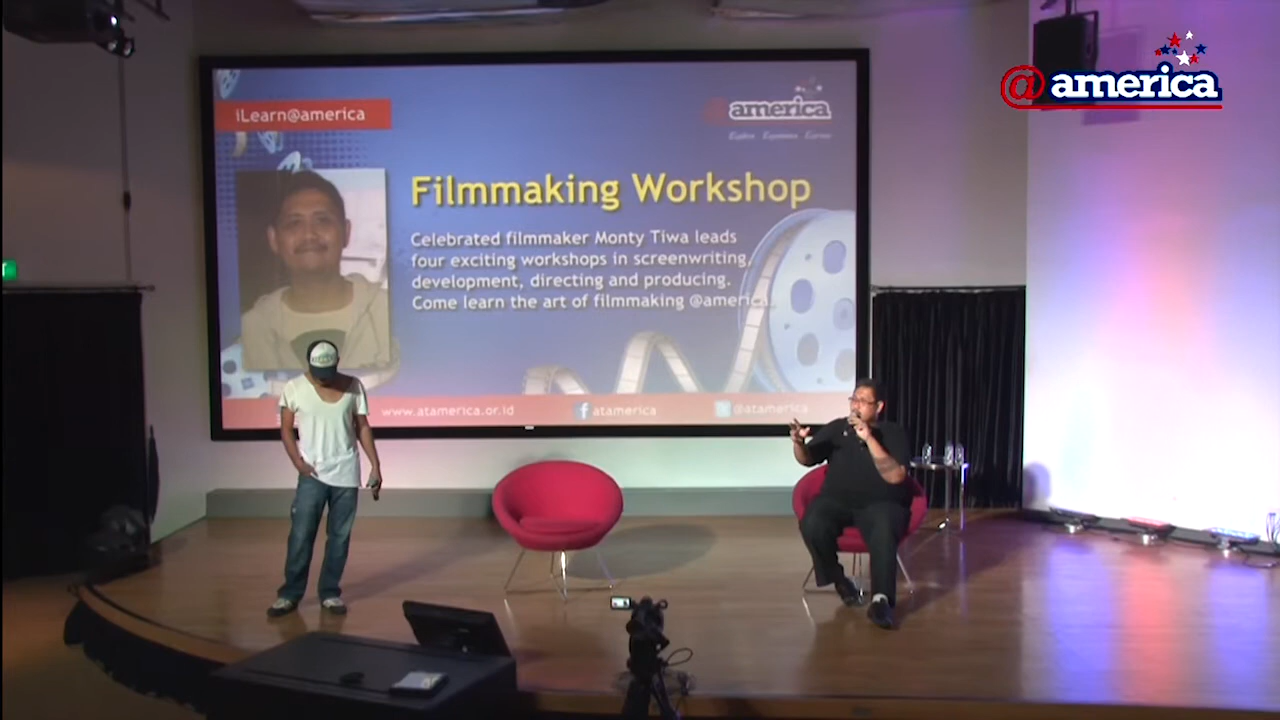 @america
iLearn@america
america
Filmmaking Workshop
Celebrated filmmaker Monty Tiwa leads
four exciting workshops in screenwriting,
development, directing and producing.
Come learn the art of filmmaking @america.
www.atamerica.or.id
f atamerica
@atamerica